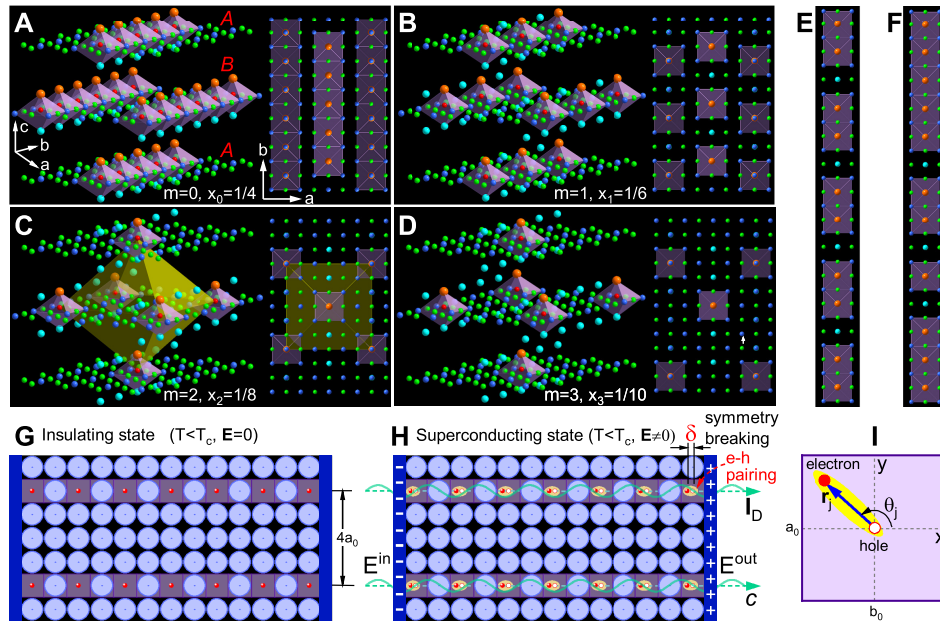 A
A
B
A
c
b
a
b
a
m=0, x0=1/4
B
m=1, x1=1/6
C
m=2, x2=1/8
D
m=3, x3=1/10
E
F
G Insulating state (T<Tc, E=0)
4a0
H Superconducting state (T<Tc, E≠0)
symmetry
breaking
δ
e-h
pairing
ID
Ein
Eout
c
- - - - - - - - -
+ + + + + + + + + + +
I
electron
y
rj
θj
a0
hole
x
b0